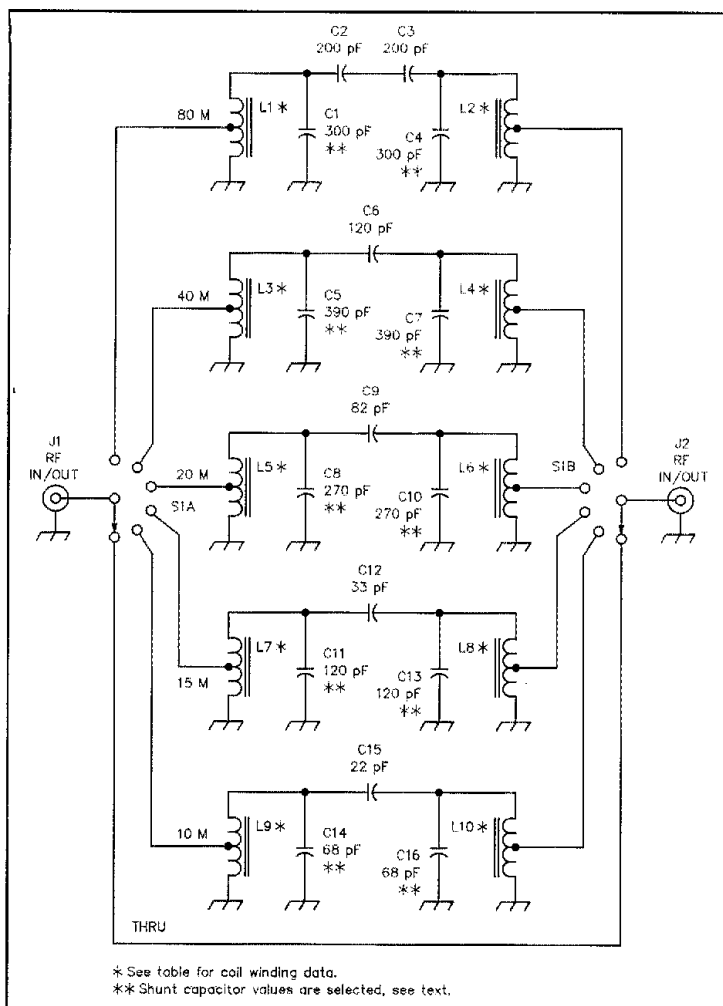 C2
200 pF
C3
200 pF
80 M
L1*
C1
300 pF
**
C4
300 pF
**
L2*
C6
120 pF
40 M
L3*
C5
390 pF
**
C7
390 pF
**
L4*
C9
82 pF
J1
RF
IN/OUT
20 M
S1A
L5*
C8
270 pF
**
C10
270 pF
**
L6*
S1B
J2
RF
IN/OUT
C12
33 pF
15 M
L7*
C11
120 pF
**
C13
120 pF
**
L8*
C15
22 pF
10 M
L9*
C14
68 pF
**
C16
68 pF
**
L10*
THRU
* See table for coil winding data.
** Shunt capacitor values are selected, see text.